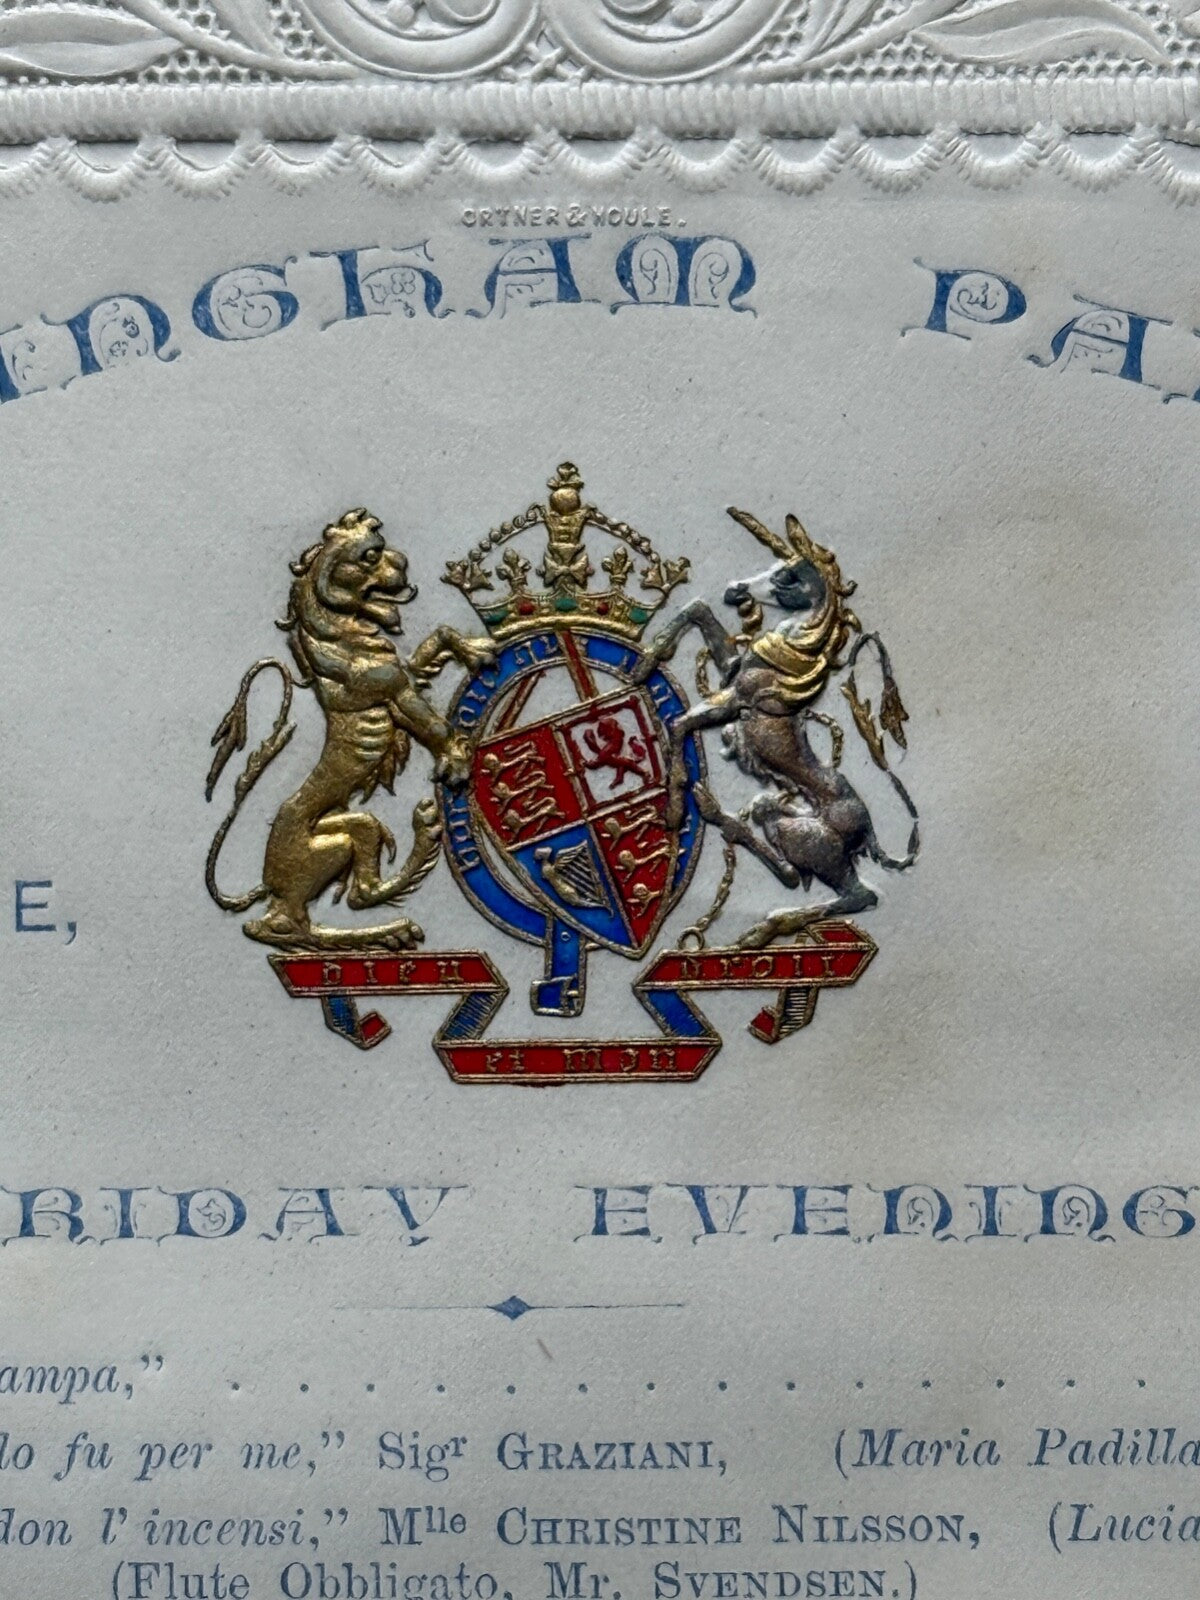 ORTNER & HOULE.
INGHAM PA
E,
DIEU
DROIT
ET MON
RIDAY EVENING
ampa," . . . . . . . . . . . . . .
lo fu per me," Sigr GRAZIANI, (Maria Padilla
don l'incensi," Mlle CHRISTINE NILSSON, (Lucia
(Flute Obbligato, Mr. SVENDSEN.)